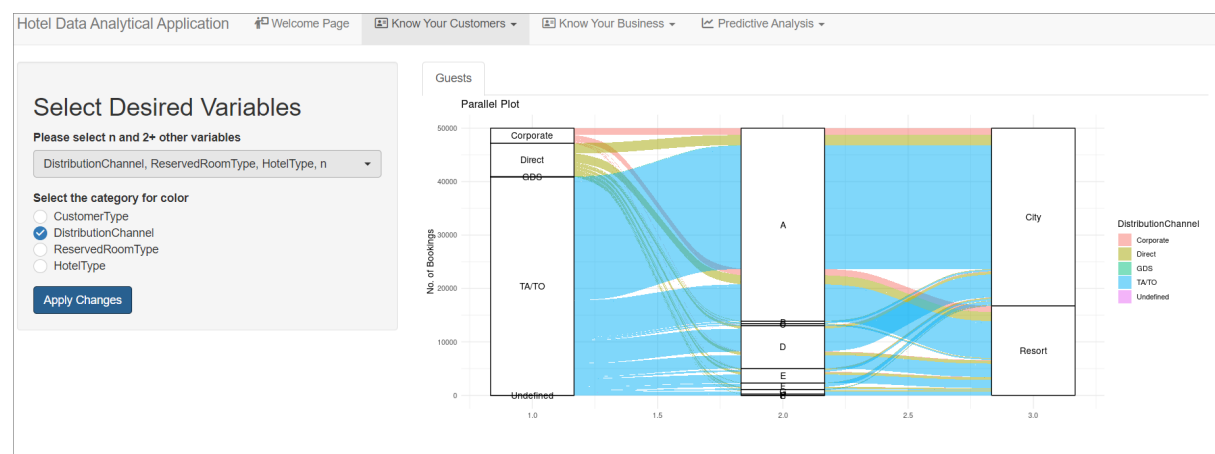 Hotel Data Analytical Application Welcome Page Know Your Customers Know Your Business Predictive Analysis
Select Desired Variables
Please select n and 2+ other variables
DistributionChannel, ReservedRoomType, HotelType, n
Select the category for color
CustomerType
DistributionChannel
ReservedRoomType
HotelType
Apply Changes
Guests
Parallel Plot
No. of Bookings
50000
40000
30000
20000
10000
0
Corporate
Direct
GDS
TA/TO
Undefined
A
D
E
City
Resort
1.0 1.5 2.0 2.5 3.0
DistributionChannel
Corporate
Direct
GDS
TA/TO
Undefined